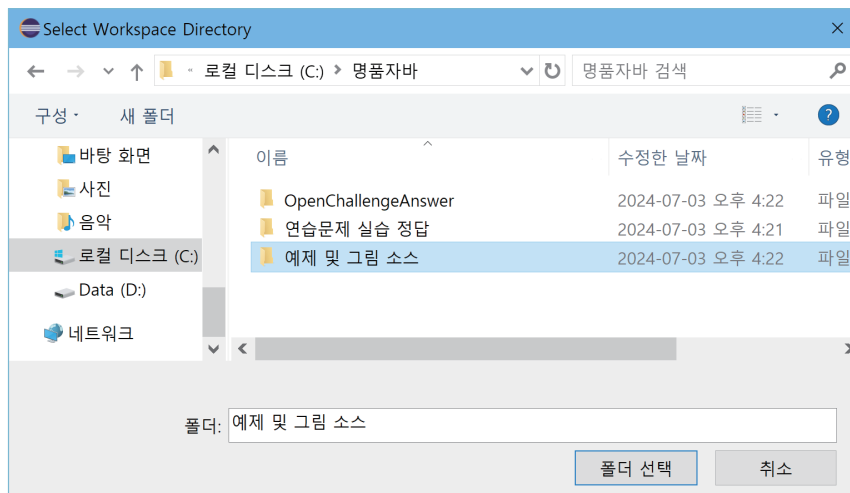 Select Workspace Directory
« 로컬 디스크 (C:) > 명품자바
명품자바 검색
구성
새 폴더
바탕 화면
사진
음악
로컬 디스크 (C:)
Data (D:)
네트워크
이름 수정한 날짜 유형
OpenChallengeAnswer 2024-07-03 오후 4:22 파일
연습문제 실습 정답 2024-07-03 오후 4:21 파일
예제 및 그림 소스 2024-07-03 오후 4:22 파일
폴더: 예제 및 그림 소스
폴더 선택 취소